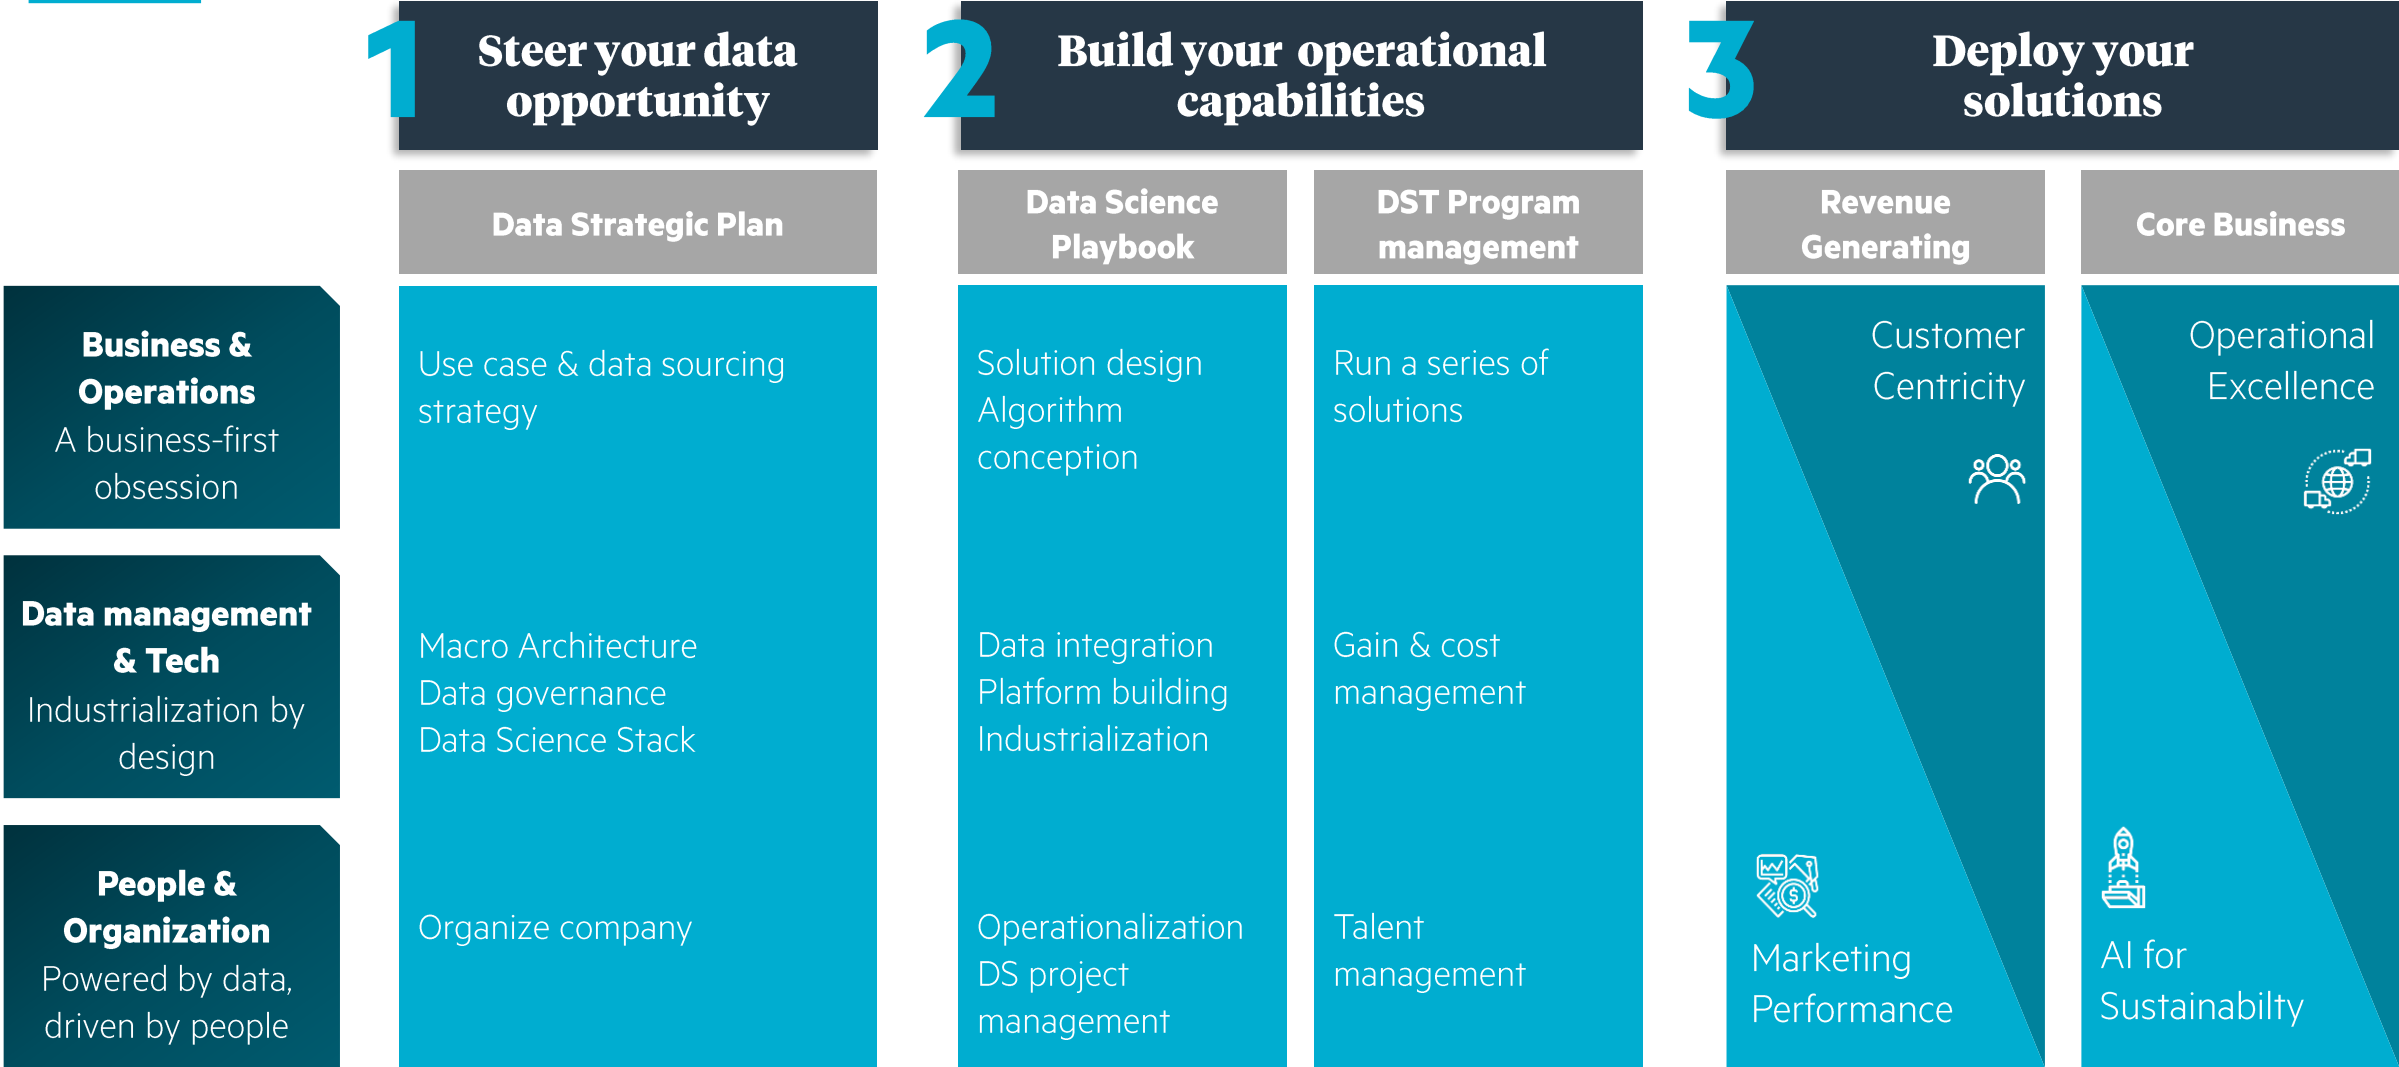 1
Steer your data
opportunity
2
Build your operational
capabilities
3
Deploy your
solutions
Data Strategic Plan
Data Science
Playbook
DST Program
management
Revenue
Generating
Core Business
Business &
Operations
A business-first
obsession
Use case & data sourcing
strategy
Solution design
Algorithm
conception
Run a series of
solutions
Customer
Centricity
Operational
Excellence
Data management
& Tech
Industrialization by
design
Macro Architecture
Data governance
Data Science Stack
Data integration
Platform building
Industrialization
Gain & cost
management
People &
Organization
Powered by data,
driven by people
Organize company
Operationalization
DS project
management
Talent
management
$
Marketing
Performance
AI for
Sustainabilty